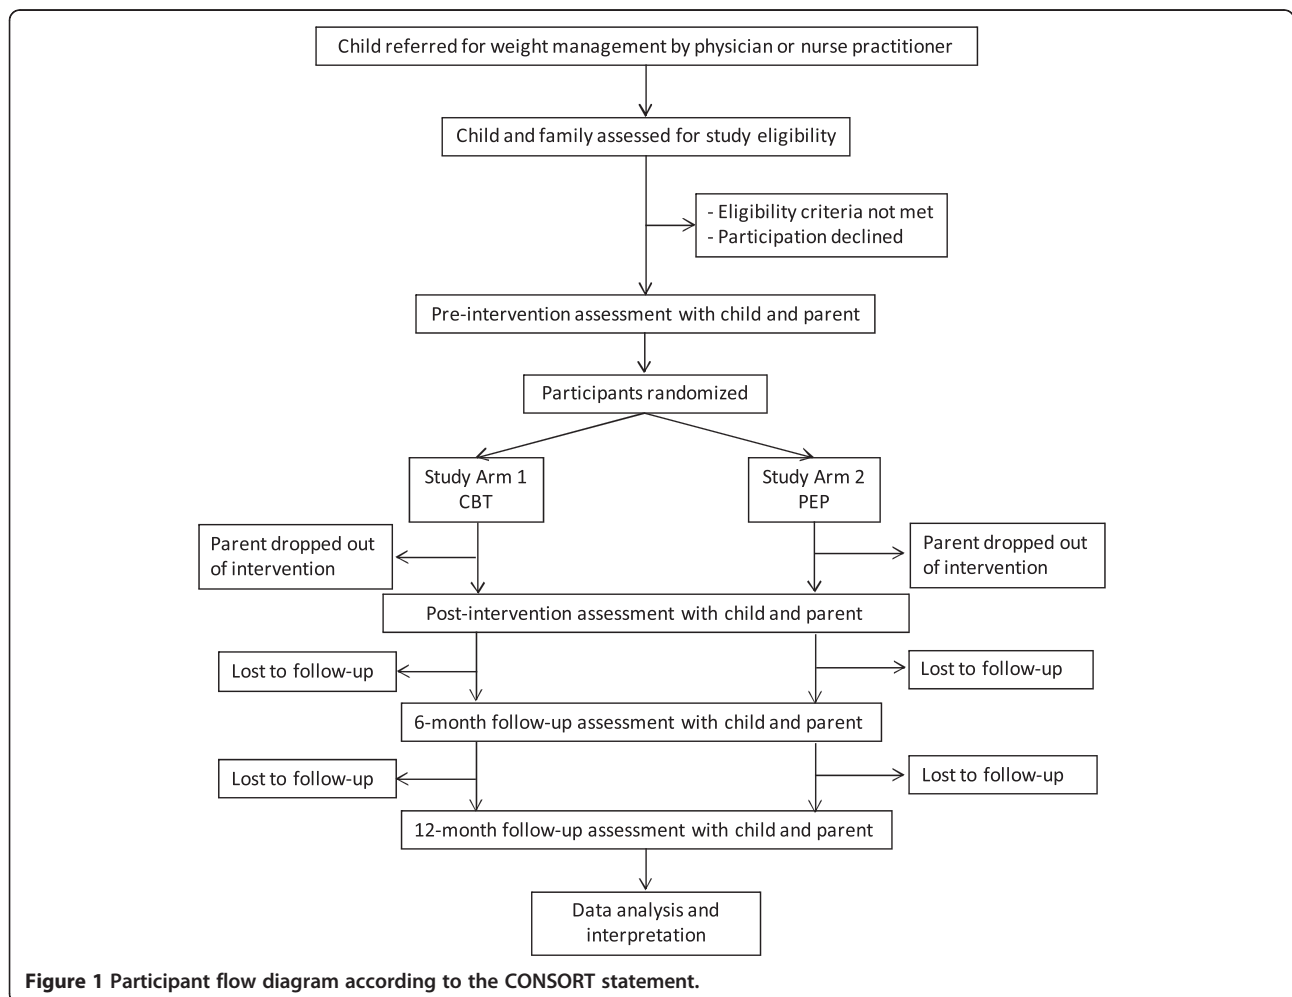 Child referred for weight management by physician or nurse practitioner
Child and family assessed for study eligibility
- Eligibility criteria not met
- Participation declined
Pre-intervention assessment with child and parent
Participants randomized
Study Arm 1
CBT
Study Arm 2
PEP
Parent dropped out
of intervention
Parent dropped out
of intervention
Post-intervention assessment with child and parent
Lost to follow-up
Lost to follow-up
6-month follow-up assessment with child and parent
Lost to follow-up
Lost to follow-up
12-month follow-up assessment with child and parent
Data analysis and
interpretation
Figure 1 Participant flow diagram according to the CONSORT statement.